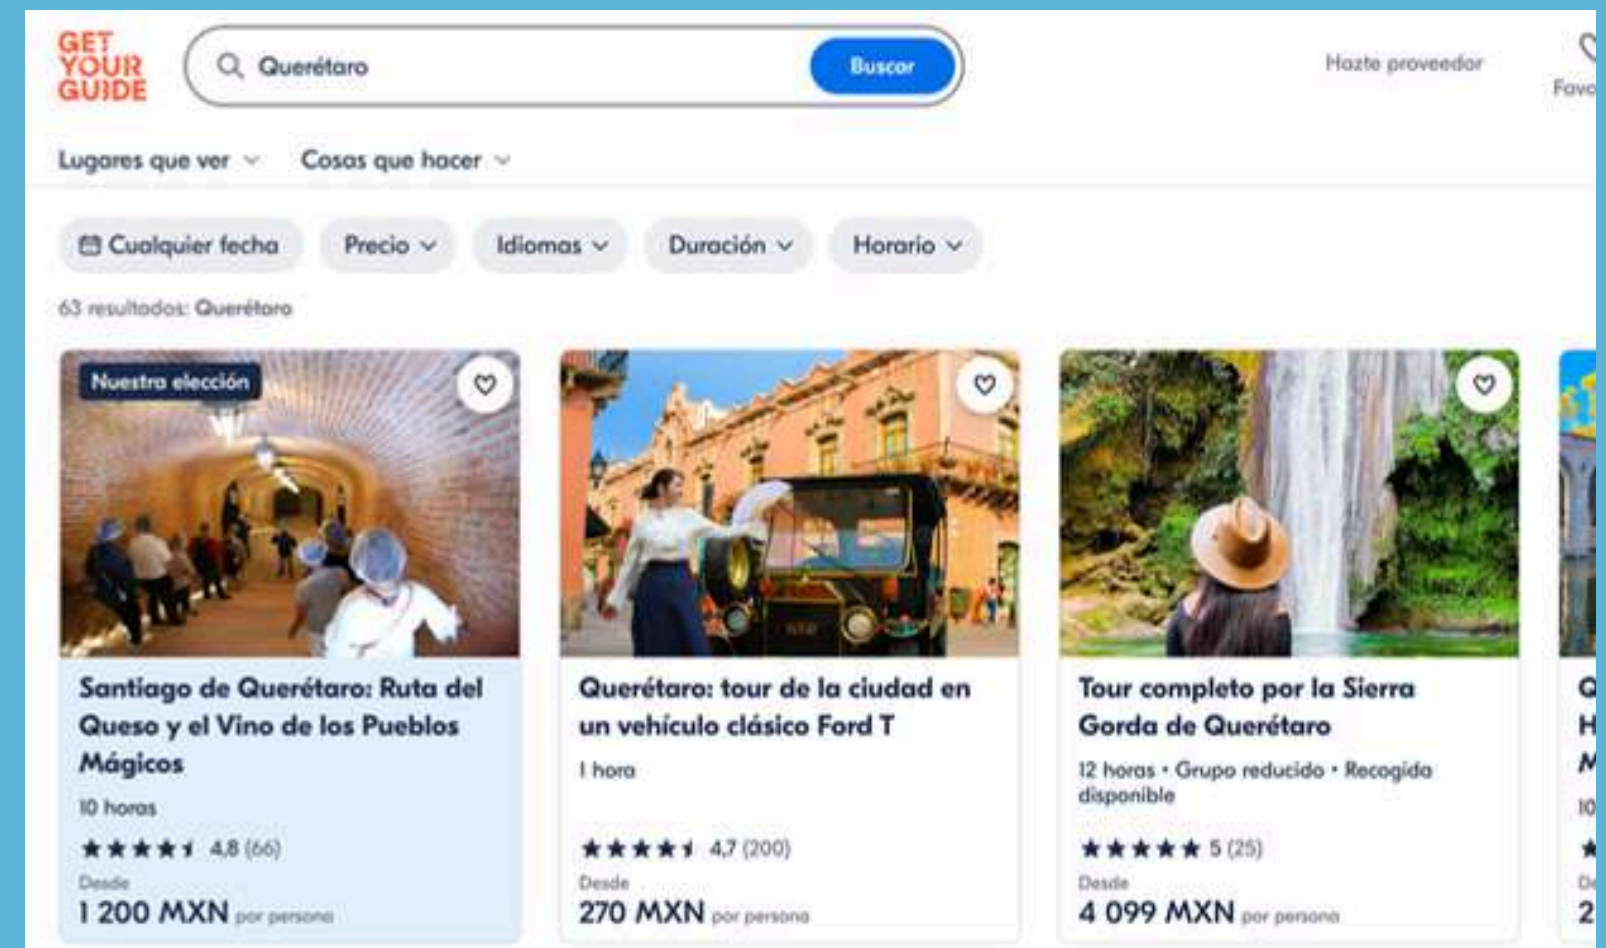 GET
YOUR
GUIDE
Querétaro
Buscar
Hazte proveedor
Favo
Lugares que ver
Cosas que hacer
Cualquier fecha
Precio
Idiomas
Duración
Horario
63 resultados: Querétaro
Nuestra elección
Santiago de Querétaro: Ruta del
Queso y el Vino de los Pueblos
Mágicos
10 horas
4,8 (66)
Desde
1 200 MXN por persona
Querétaro: tour de la ciudad en
un vehículo clásico Ford T
1 hora
4,7 (200)
Desde
270 MXN por persona
Tour completo por la Sierra
Gorda de Querétaro
12 horas • Grupo reducido • Recogida
disponible
5 (25)
Desde
4 099 MXN por persona
Q
H
M
10
De
2